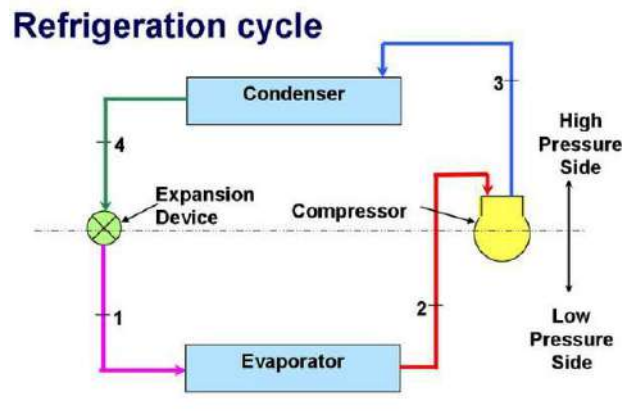 Refrigeration cycle
Condenser
3
High
Pressure
Side
4
Expansion
Device
Compressor
1
2
Low
Pressure
Side
Evaporator